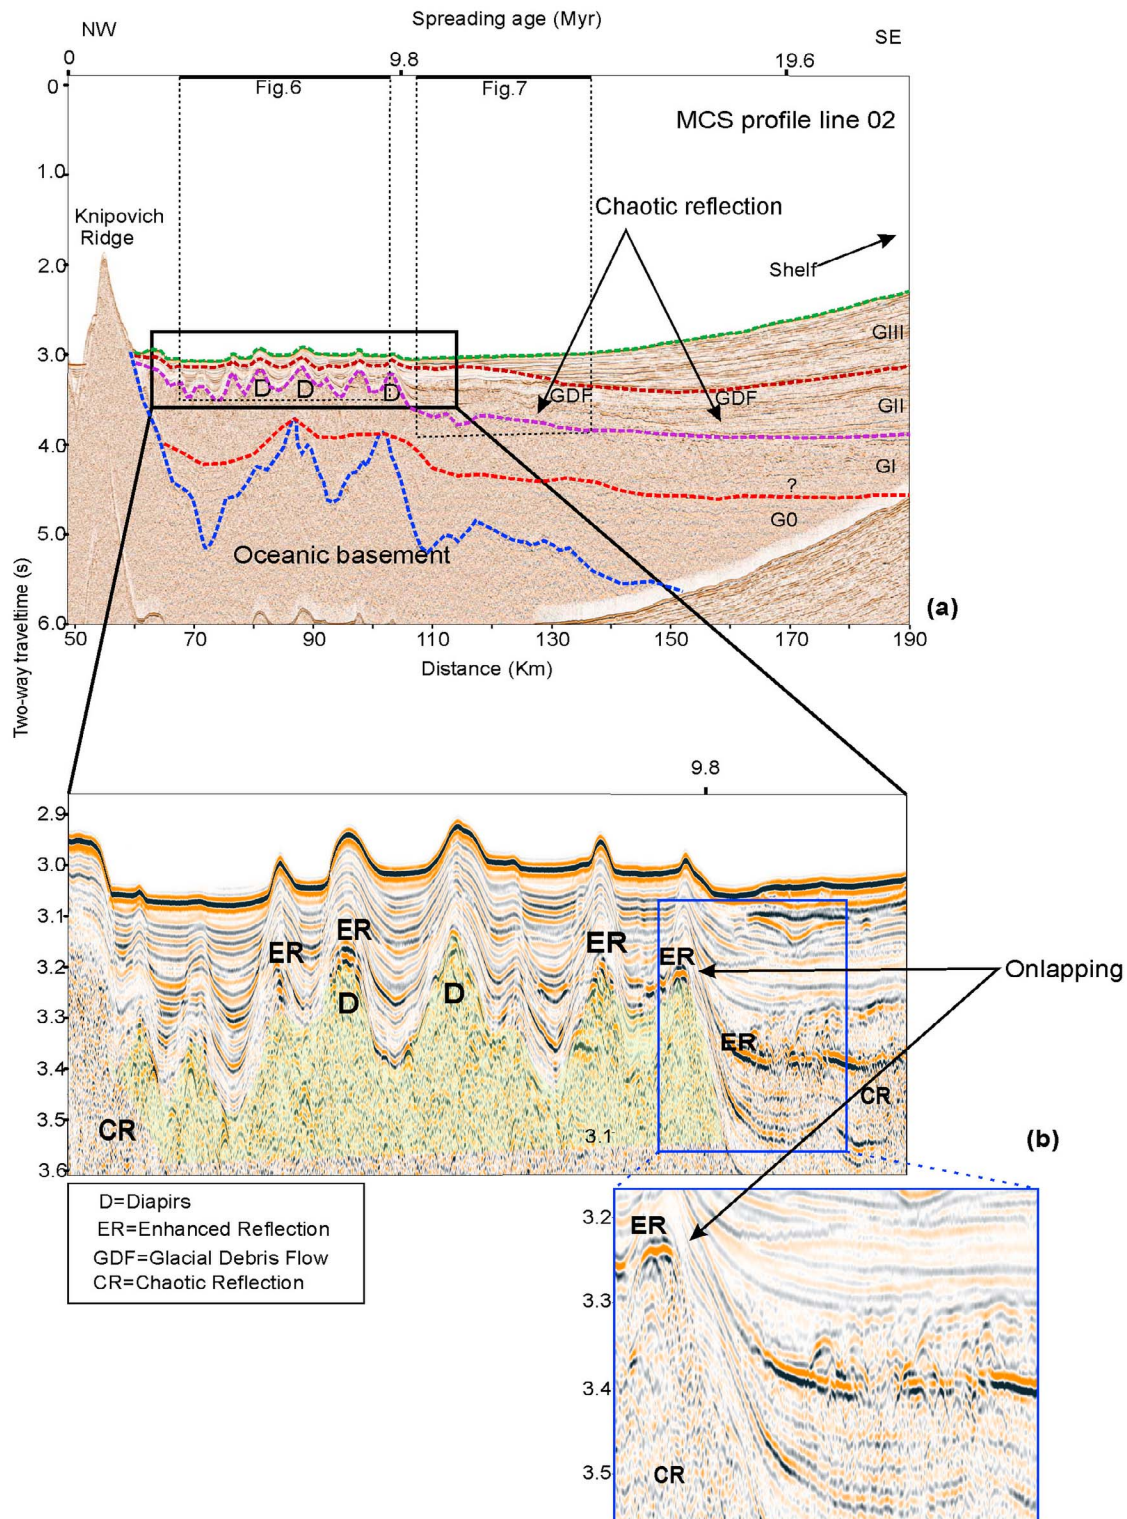 Spreading age (Myr)
NW
SE
0
9.8
19.6
0
Fig.6
Fig.7
MCS profile line 02
1.0
Chaotic reflection
Knipovich
Ridge
2.0
Shelf
GIII
3.0
D
D
D
GDF
GDF
GII
4.0
GI
?
G0
5.0
Oceanic basement
6.0
(a)
50
70
90
110
130
150
170
190
Distance (Km)
Two-way traveltime (s)
9.8
2.9
3.0
3.1
3.2
3.3
3.4
3.5
3.6
ER
ER
ER
ER
Onlapping
D
D
ER
CR
CR
3.1
(b)
D=Diapirs
ER=Enhanced Reflection
GDF=Glacial Debris Flow
CR=Chaotic Reflection
3.2
ER
3.3
3.4
3.5
CR